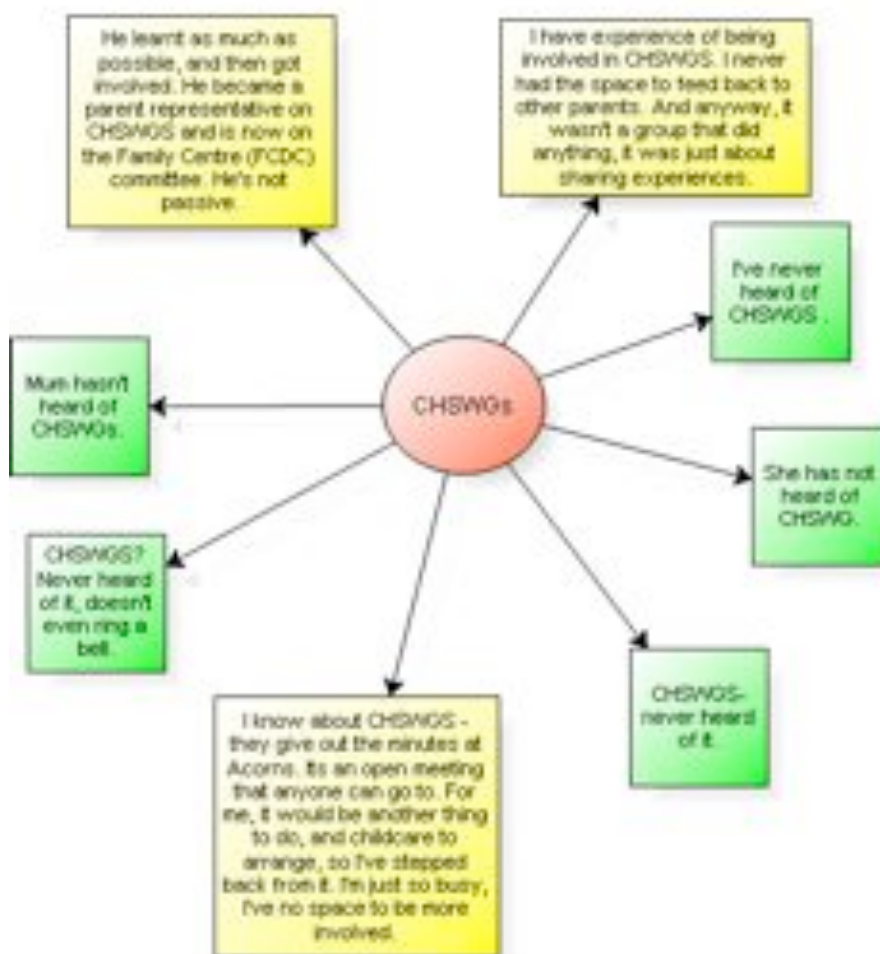 He learnt as much as
possible, and then got
involved. He became a
parent representative on
CHSWGS and is now on
the Family Centre (FCDC)
committee. He's not
passive.
I have experience of being
involved in CHSWGS. I never
had the space to feed back to
other parents. And anyway, it
wasn't a group that did
anything, it was just about
sharing experiences.
I've never
heard of
CHSWGS .
Mum hasn't
heard of
CHSWGs.
CHSWGs
She has not
heard of
CHSWG.
CHSWGS?
Never heard
of it, doesn't
even ring a
bell.
CHSWGS-
never heard
of it.
I know about CHSWGS -
they give out the minutes at
Acorns. Its an open meeting
that anyone can go to. For
me, it would be another thing
to do, and childcare to
arrange, so I've stepped
back from it. I'm just so busy,
I've no space to be more
involved.